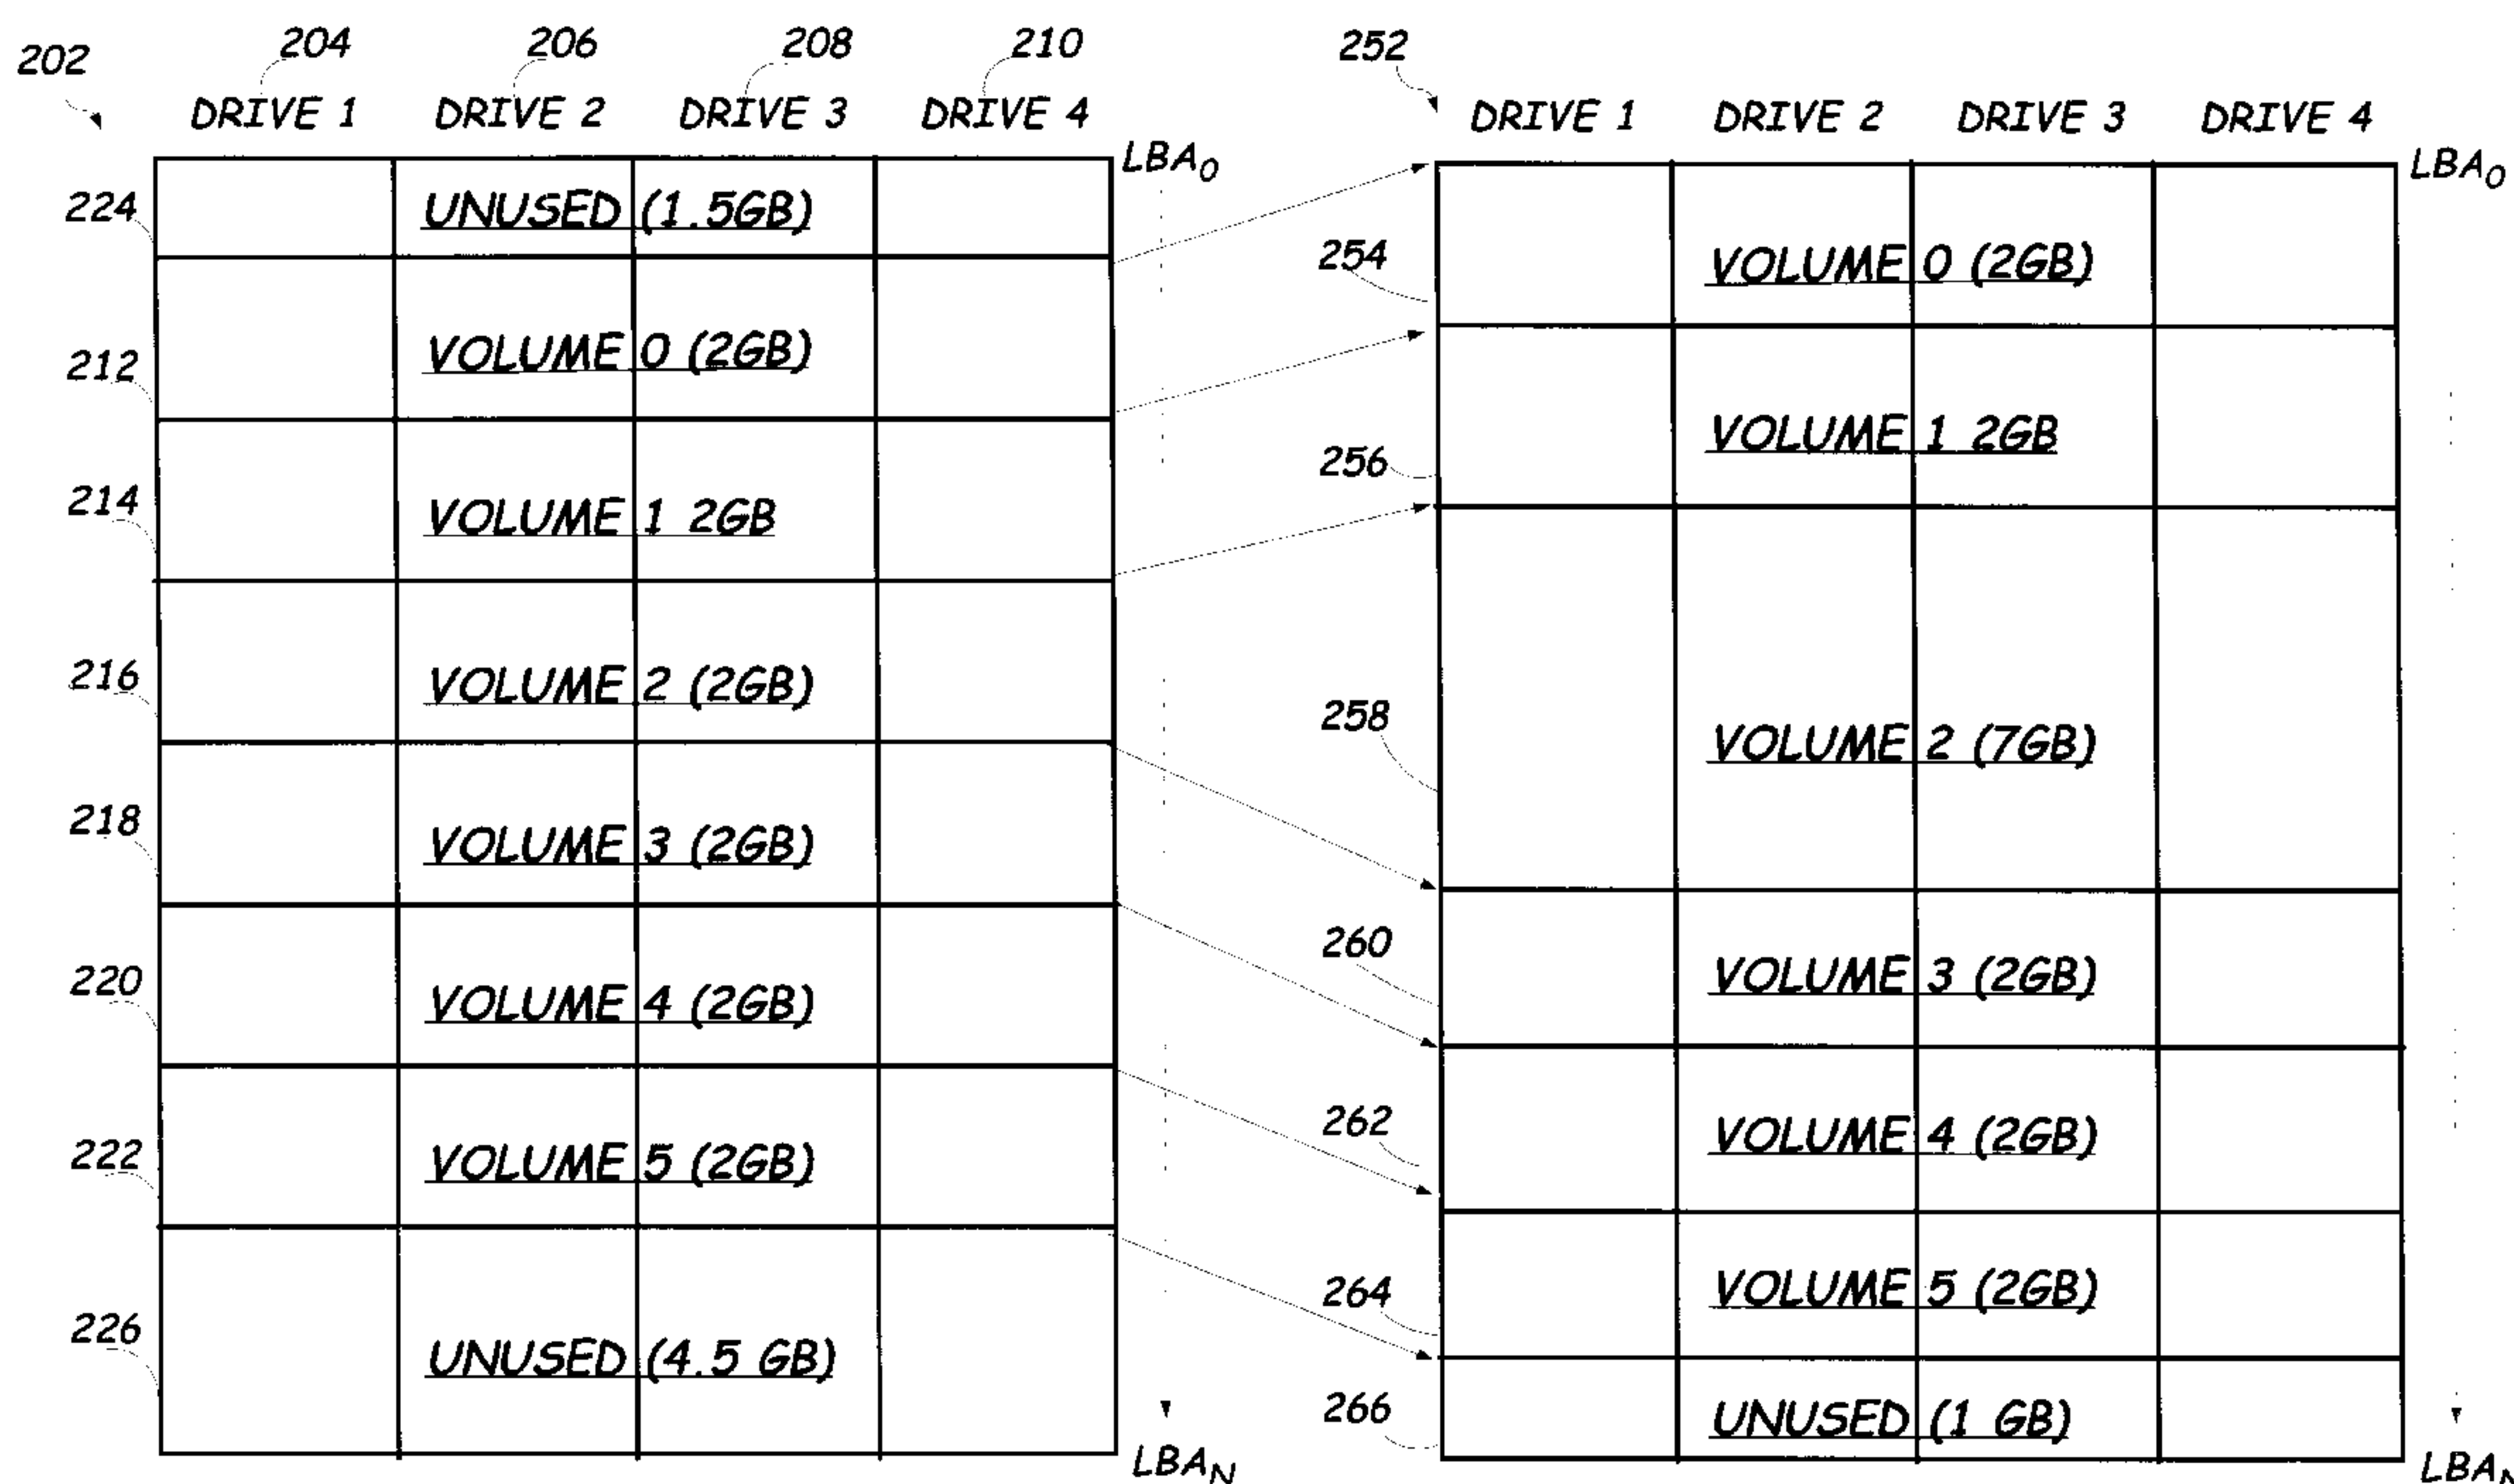 202
204 206 208 210
DRIVE 1 DRIVE 2 DRIVE 3 DRIVE 4
LBA0
224 UNUSED (1.5GB)
212 VOLUME 0 (2GB)
214 VOLUME 1 2GB
216 VOLUME 2 (2GB)
218 VOLUME 3 (2GB)
220 VOLUME 4 (2GB)
222 VOLUME 5 (2GB)
226 UNUSED (4.5 GB)
LBAN
252
DRIVE 1 DRIVE 2 DRIVE 3 DRIVE 4
LBA0
254 VOLUME 0 (2GB)
256 VOLUME 1 2GB
258 VOLUME 2 (7GB)
260 VOLUME 3 (2GB)
262 VOLUME 4 (2GB)
264 VOLUME 5 (2GB)
266 UNUSED (1 GB)
LBAN